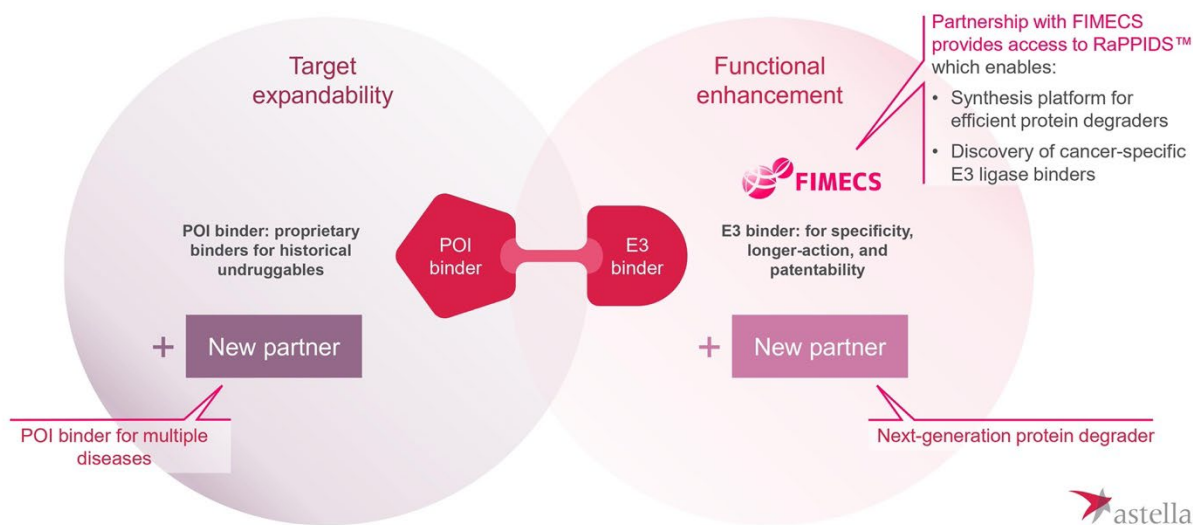 Target
expandability
Functional
enhancement
Partnership with FIMECS
provides access to RaPPIDS™
which enables:
• Synthesis platform for
efficient protein degraders
• Discovery of cancer-specific
E3 ligase binders
FIMECS
POI binder: proprietary
binders for historical
undruggables
POI
binder
E3
binder
E3 binder: for specificity,
longer-action, and
patentability
+ New partner
+ New partner
POI binder for multiple
diseases
Next-generation protein degrader
astella